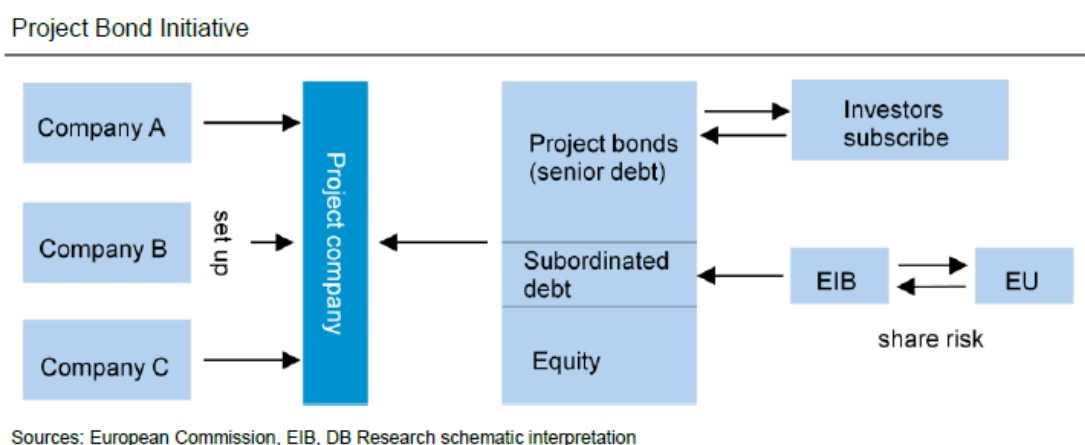 Project Bond Initiative
Company A
Company B
Company C
set up
Project company
Project bonds
(senior debt)
Subordinated
debt
Equity
Investors
subscribe
EIB
EU
share risk
Sources: European Commission, EIB, DB Research schematic interpretation